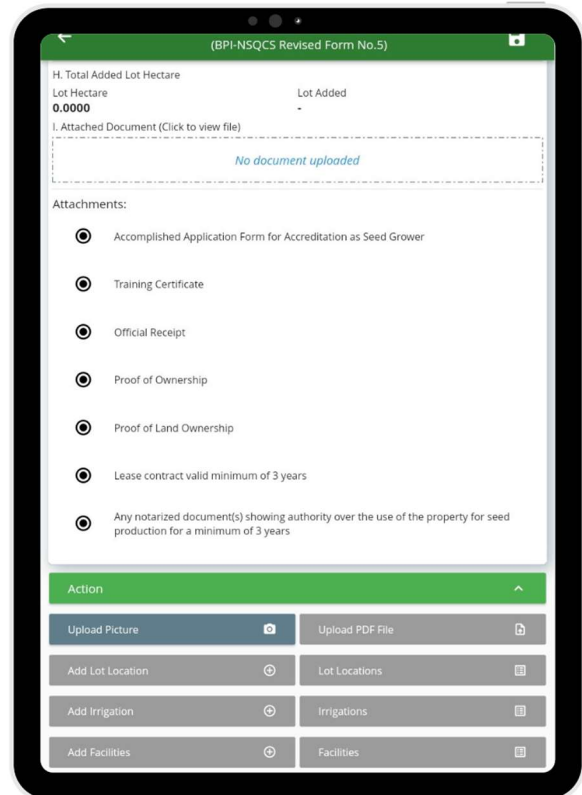 (BPI-NSQCS Revised Form No.5)
H. Total Added Lot Hectare
Lot Hectare Lot Added
0.0000 -
I. Attached Document (Click to view file)
No document uploaded
Attachments:
Accomplished Application Form for Accreditation as Seed Grower
Training Certificate
Official Receipt
Proof of Ownership
Proof of Land Ownership
Lease contract valid minimum of 3 years
Any notarized document(s) showing authority over the use of the property for seed
production for a minimum of 3 years
Action
Upload Picture Upload PDF File
Add Lot Location Lot Locations
Add Irrigation Irrigations
Add Facilities Facilities